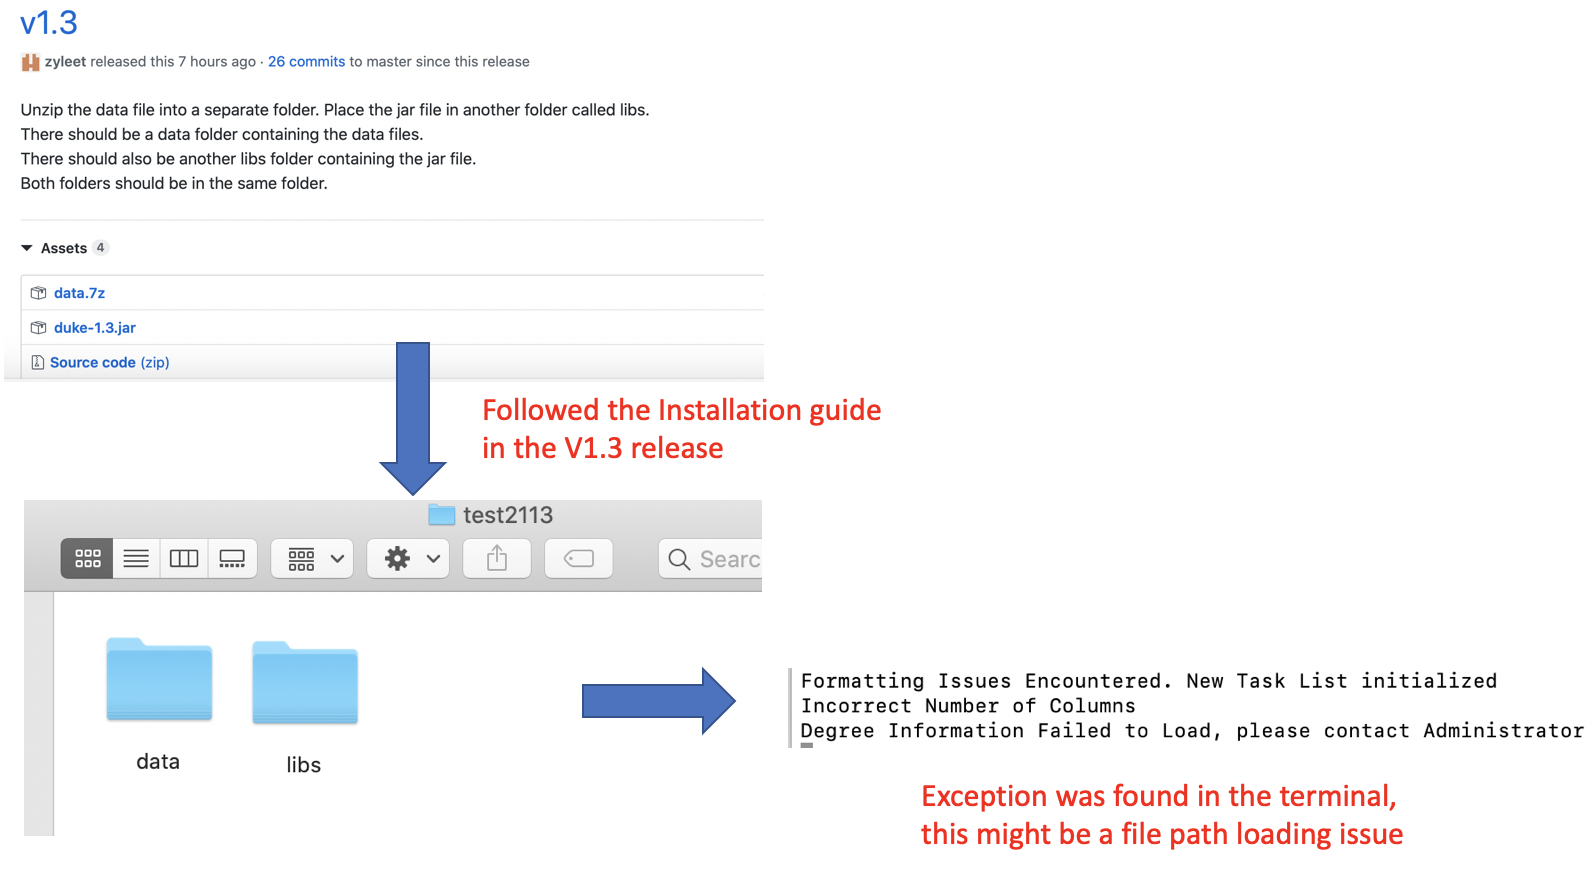 v1.3
zyleet released this 7 hours ago · 26 commits to master since this release
Unzip the data file into a separate folder. Place the jar file in another folder called libs.
There should be a data folder containing the data files.
There should also be another libs folder containing the jar file.
Both folders should be in the same folder.
Assets 4
data.7z
duke-1.3.jar
Source code (zip)
Followed the Installation guide
in the V1.3 release
test2113
Searc
data
libs
Formatting Issues Encountered. New Task List initialized
Incorrect Number of Columns
Degree Information Failed to Load, please contact Administrator
Exception was found in the terminal,
this might be a file path loading issue